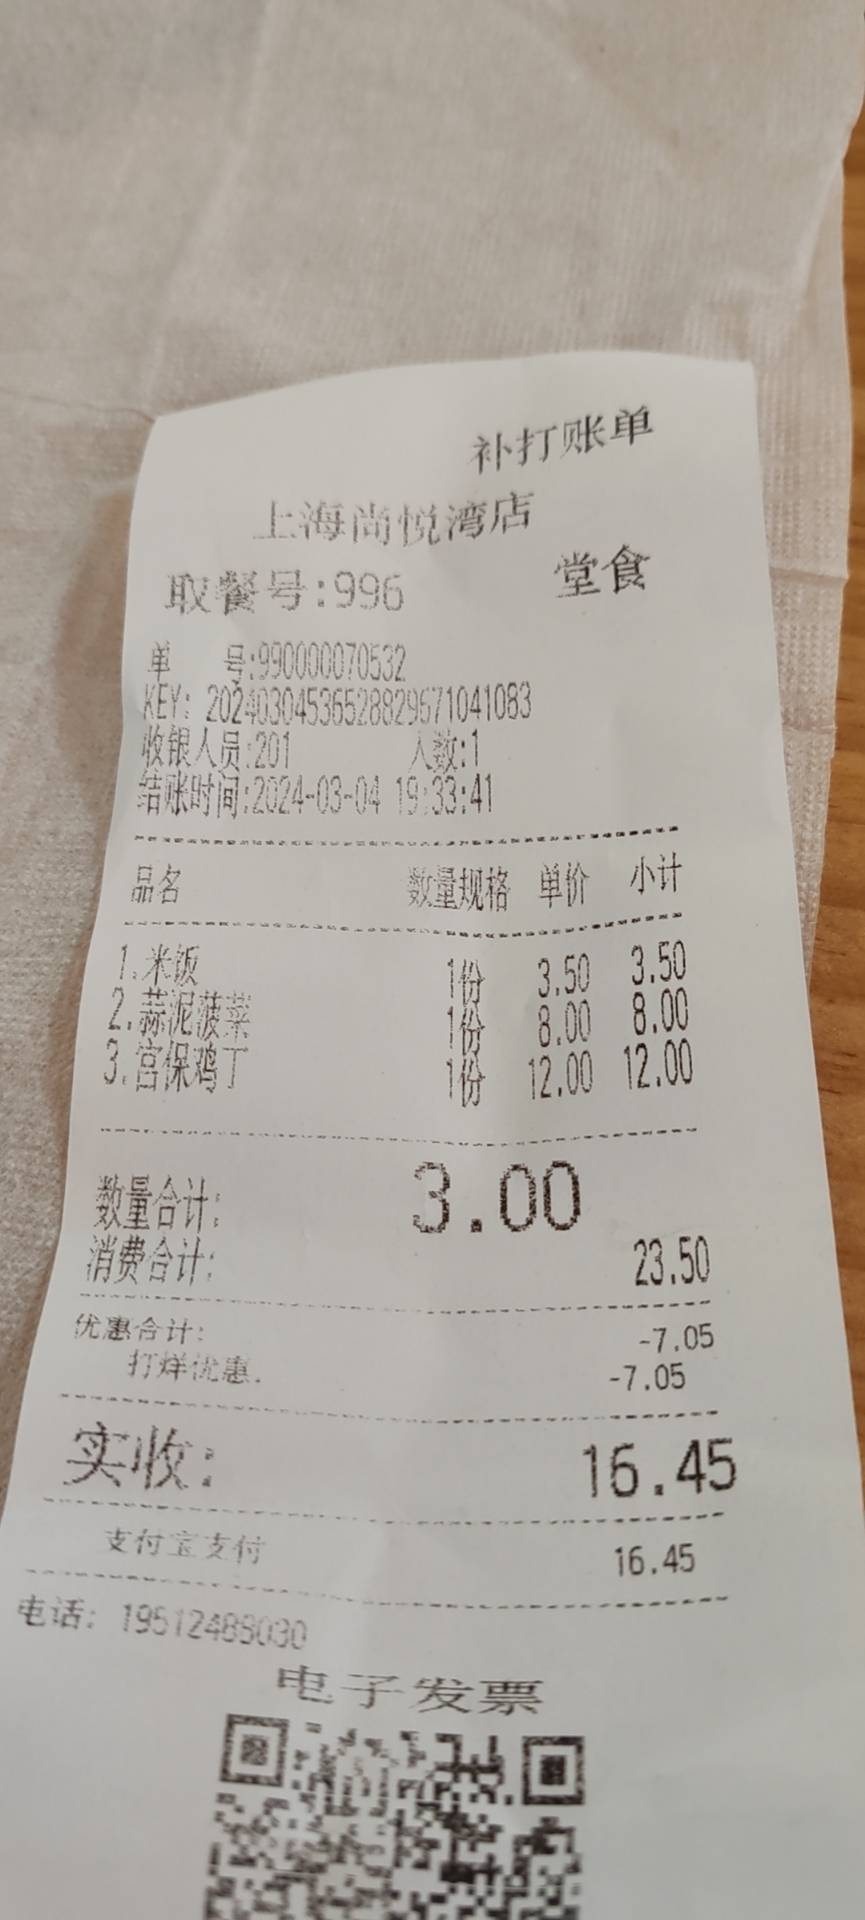 补打账单
上海尚悦湾店
取餐号:996 堂食
单 号:990000070532
KEY: 20240304536528829671041083
收银人员:201 人数:1
结账时间:2024-03-04 19:33:41
品名 数量规格 单价 小计
1.米饭 1份 3.50 3.50
2.蒜泥菠菜 1份 8.00 8.00
3.宫保鸡丁 1份 12.00 12.00
数量合计: 3.00
消费合计: 23.50
优惠合计: -7.05
打烊优惠. -7.05
实收: 16.45
支付宝支付 16.45
电话: 19512488030
电子发票